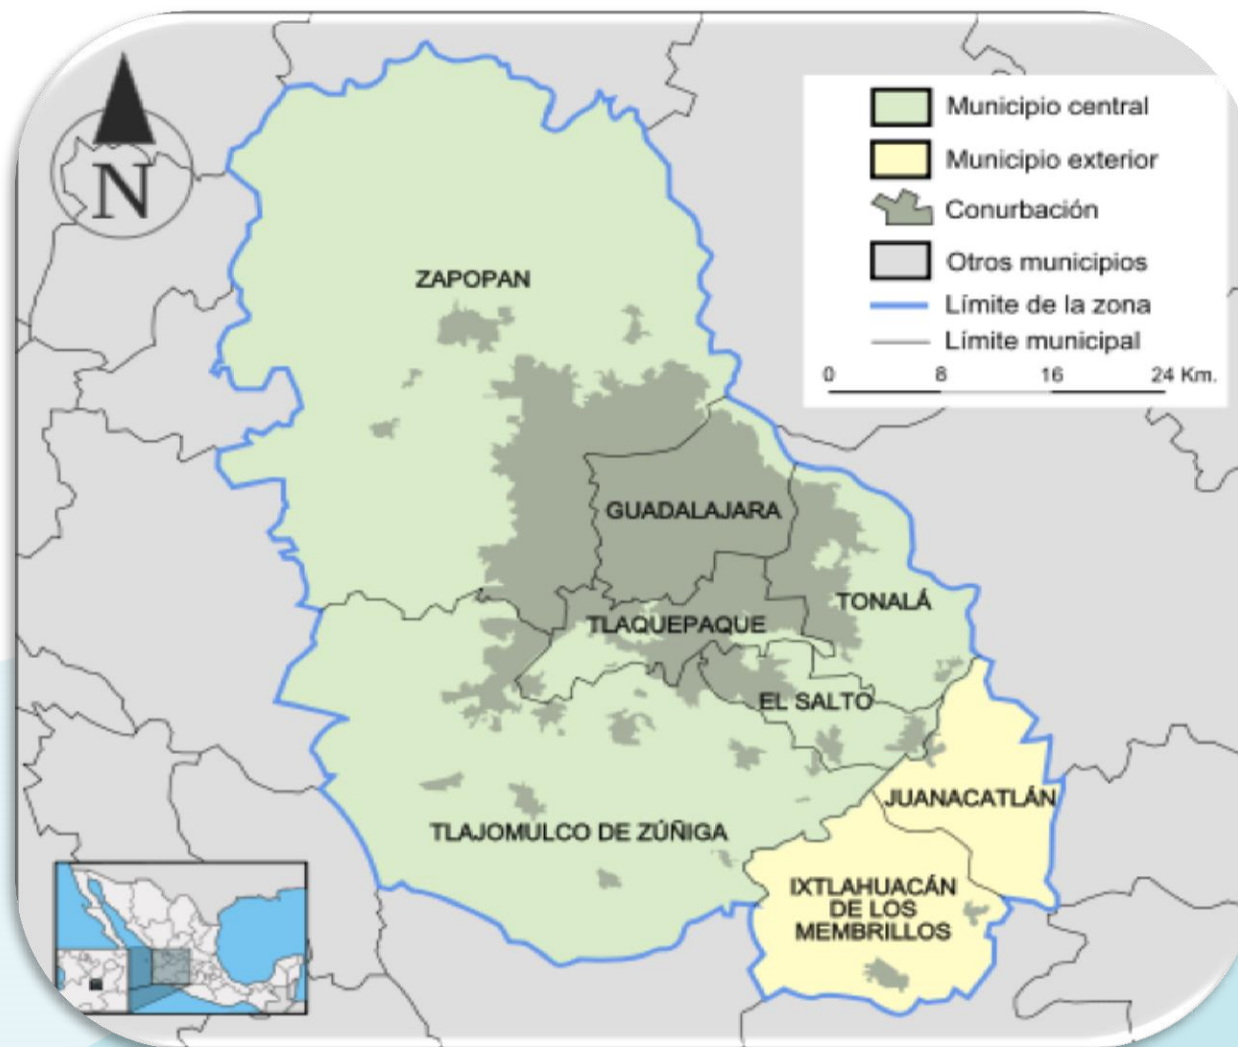 N
Municipio central
Municipio exterior
Conurbación
Otros municipios
Límite de la zona
Límite municipal
0 8 16 24 Km.
ZAPOPAN
GUADALAJARA
TONALÁ
TLAQUEPAQUE
EL SALTO
JUANACATLÁN
TLAJOMULCO DE ZÚÑIGA
IXTLAHUACÁN
DE LOS
MEMBRILLOS